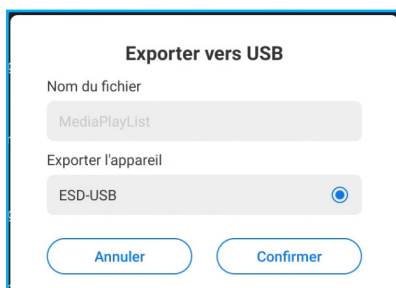 Exporter vers USB
Nom du fichier
MediaPlayList
Exporter l'appareil
ESD-USB
Annuler Confirmer